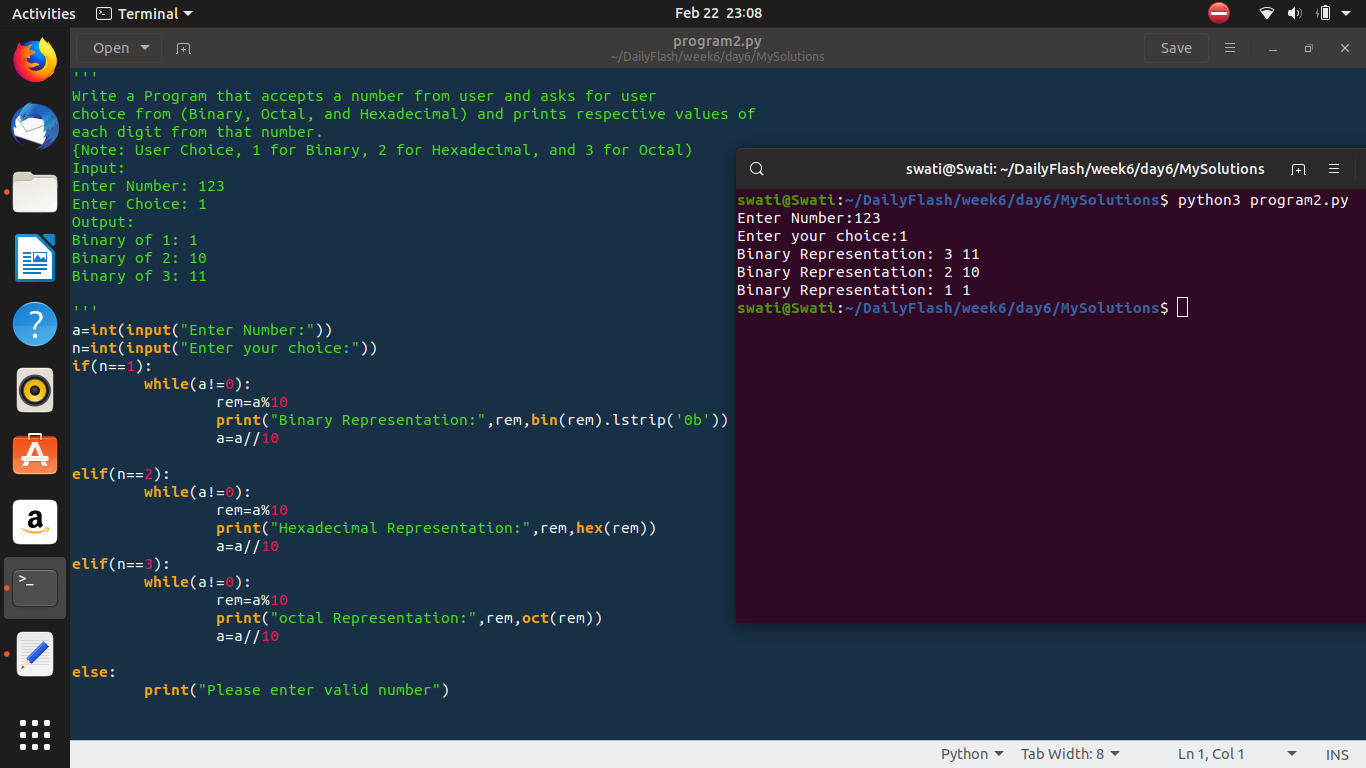 Activities Terminal Feb 22 23:08
Open program2.py Save
~/DailyFlash/week6/day6/MySolutions
'''
Write a Program that accepts a number from user and asks for user
choice from (Binary, Octal, and Hexadecimal) and prints respective values of
each digit from that number.
{Note: User Choice, 1 for Binary, 2 for Hexadecimal, and 3 for Octal)
Input:
Enter Number: 123
Enter Choice: 1
Output:
Binary of 1: 1
Binary of 2: 10
Binary of 3: 11
'''
a=int(input("Enter Number:"))
n=int(input("Enter your choice:"))
if(n==1):
        while(a!=0):
                rem=a%10
                print("Binary Representation:",rem,bin(rem).lstrip('0b'))
                a=a//10
elif(n==2):
        while(a!=0):
                rem=a%10
                print("Hexadecimal Representation:",rem,hex(rem))
                a=a//10
elif(n==3):
        while(a!=0):
                rem=a%10
                print("octal Representation:",rem,oct(rem))
                a=a//10
else:
        print("Please enter valid number")
swati@Swati: ~/DailyFlash/week6/day6/MySolutions
swati@Swati:~/DailyFlash/week6/day6/MySolutions$ python3 program2.py
Enter Number:123
Enter your choice:1
Binary Representation: 3 11
Binary Representation: 2 10
Binary Representation: 1 1
swati@Swati:~/DailyFlash/week6/day6/MySolutions$
?
a
>_
Python Tab Width: 8 Ln 1, Col 1 INS